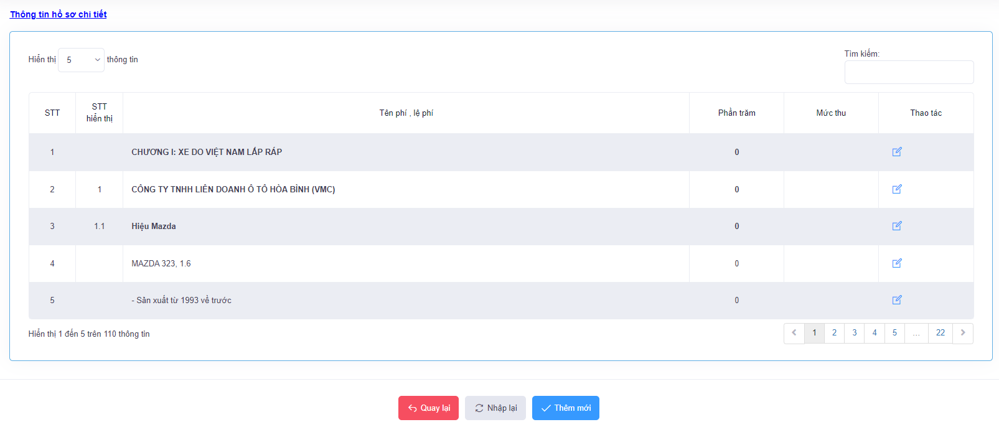 Thông tin hồ sơ chi tiết
Hiển thị 5 thông tin
Tìm kiếm:
STT
STT hiển thị
Tên phí , lệ phí
Phần trăm
Mức thu
Thao tác
1 CHƯƠNG I: XE DO VIỆT NAM LẮP RÁP 0
2 1 CÔNG TY TNHH LIÊN DOANH Ô TÔ HÒA BÌNH (VMC) 0
3 1.1 Hiệu Mazda 0
4 MAZDA 323, 1.6 0
5 - Sản xuất từ 1993 về trước 0
Hiển thị 1 đến 5 trên 110 thông tin
1 2 3 4 5 ... 22
Quay lại Nhập lại Thêm mới